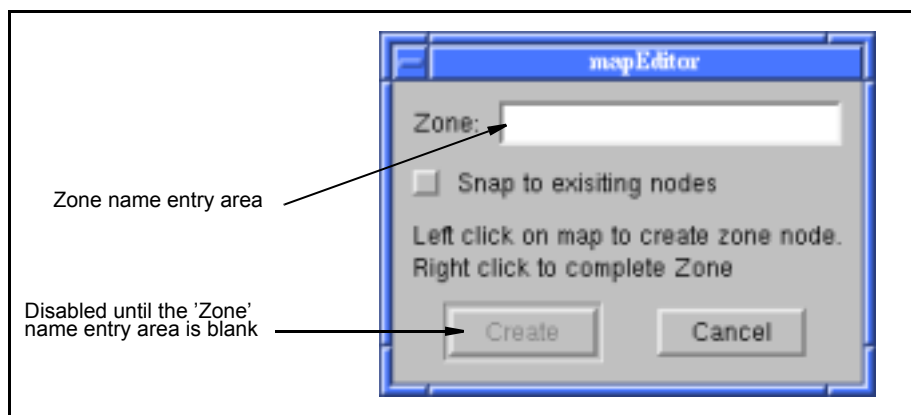 mapEditor
Zone:
Zone name entry area
Snap to exisiting nodes
Left click on map to create zone node.
Right click to complete Zone
Disabled until the ’Zone’
name entry area is blank
Create
Cancel